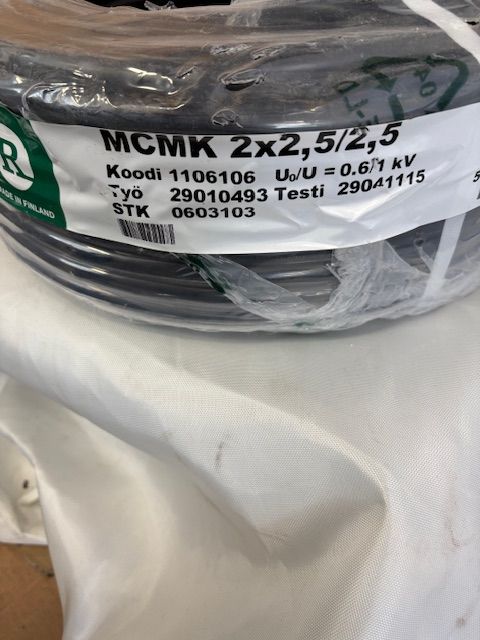 MCMK 2x2,5/2,5
Koodi 1106106 U₀/U = 0.6/1 kV
Työ 29010493 Testi 29041115
STK 0603103
R
MADE IN FINLAND